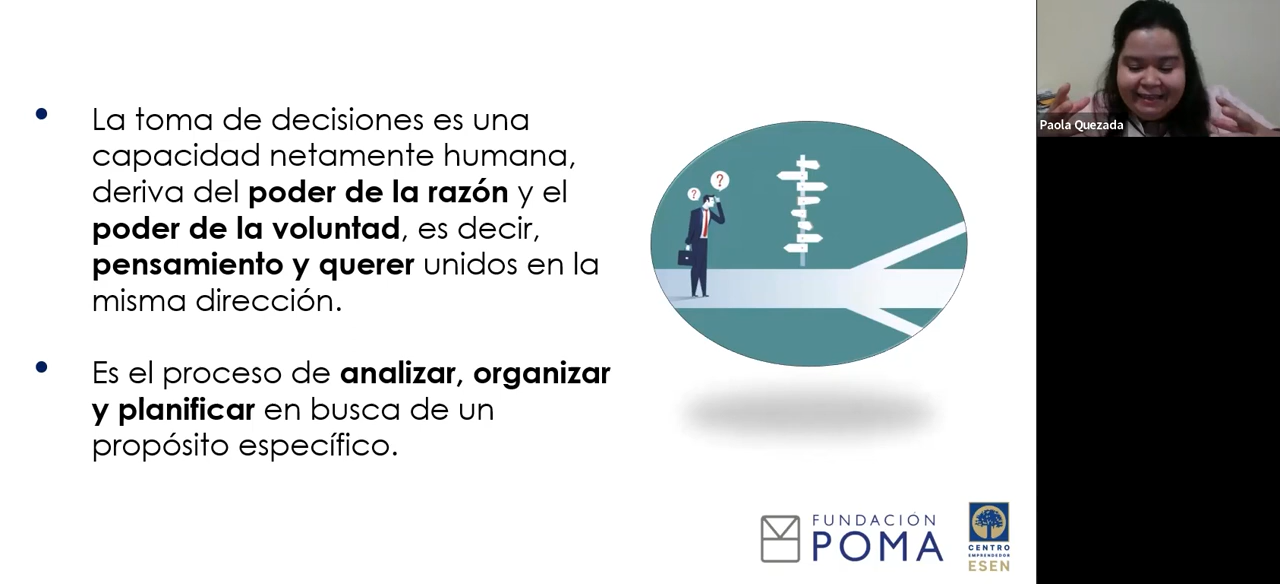 • La toma de decisiones es una
capacidad netamente humana,
deriva del poder de la razón y el
poder de la voluntad, es decir,
pensamiento y querer unidos en la
misma dirección.
• Es el proceso de analizar, organizar
y planificar en busca de un
propósito específico.
? ?
FUNDACIÓN
POMA
CENTRO
EMPRENDEDOR
ESEN
Paola Quezada